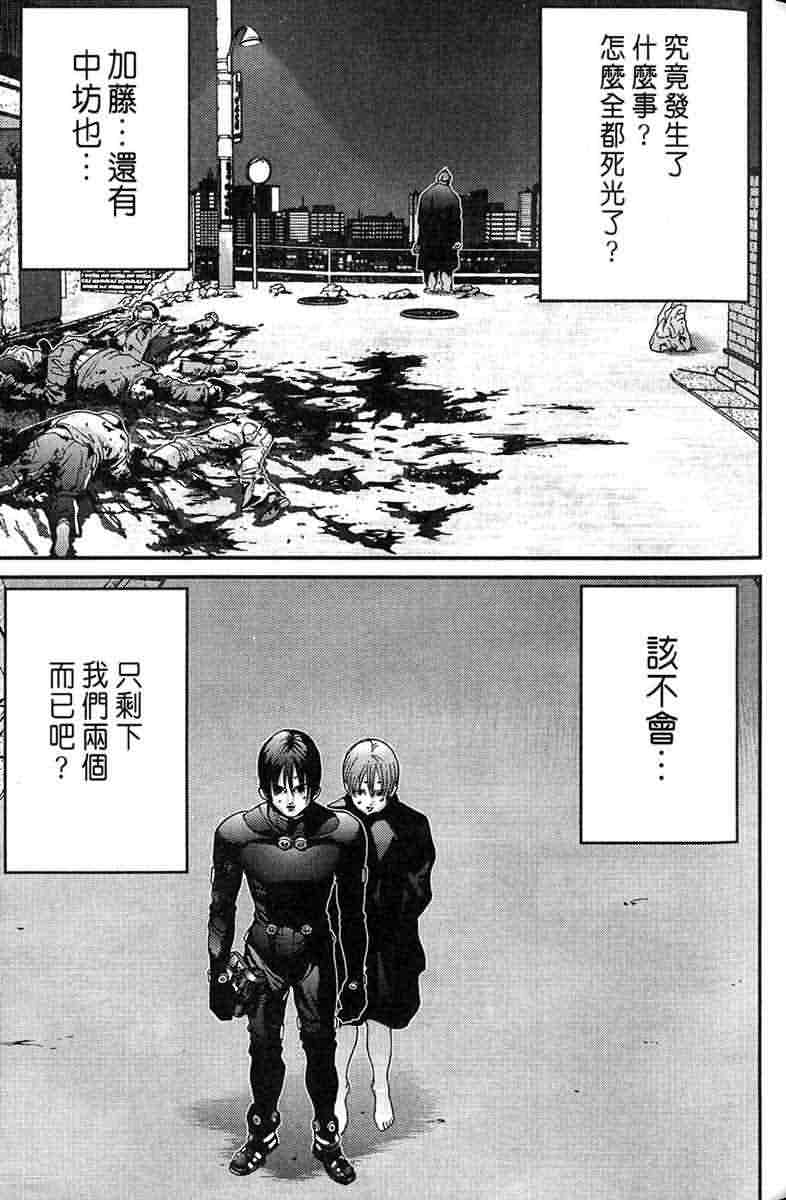 究竟發生了
什麼事?
怎麼全都死光了?
加藤…還有
中坊也…
該不會…
只剩下
我們兩個
而已吧?